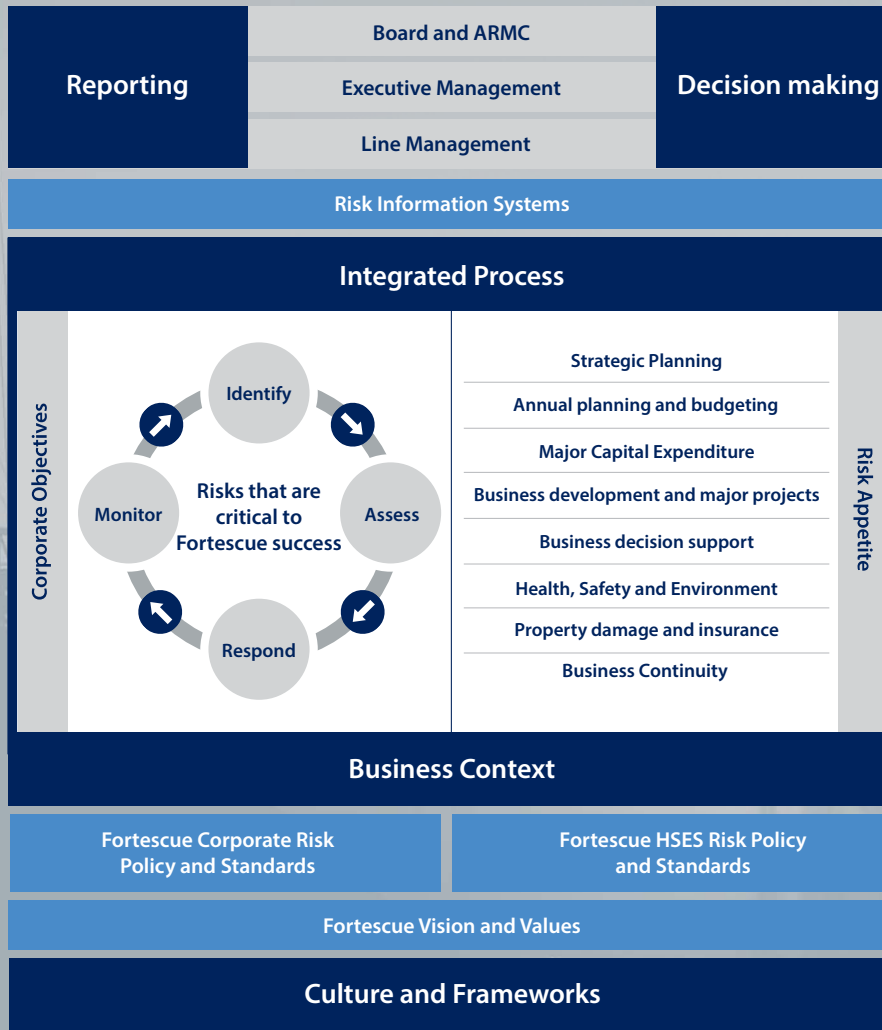 Reporting
Board and ARMC
Executive Management
Line Management
Decision making
Risk Information Systems
Integrated Process
Corporate Objectives
Identify
Assess
Respond
Monitor
Risks that are
critical to
Fortescue success
Strategic Planning
Annual planning and budgeting
Major Capital Expenditure
Business development and major projects
Business decision support
Health, Safety and Environment
Property damage and insurance
Business Continuity
Risk Appetite
Business Context
Fortescue Corporate Risk
Policy and Standards
Fortescue HSES Risk Policy
and Standards
Fortescue Vision and Values
Culture and Frameworks